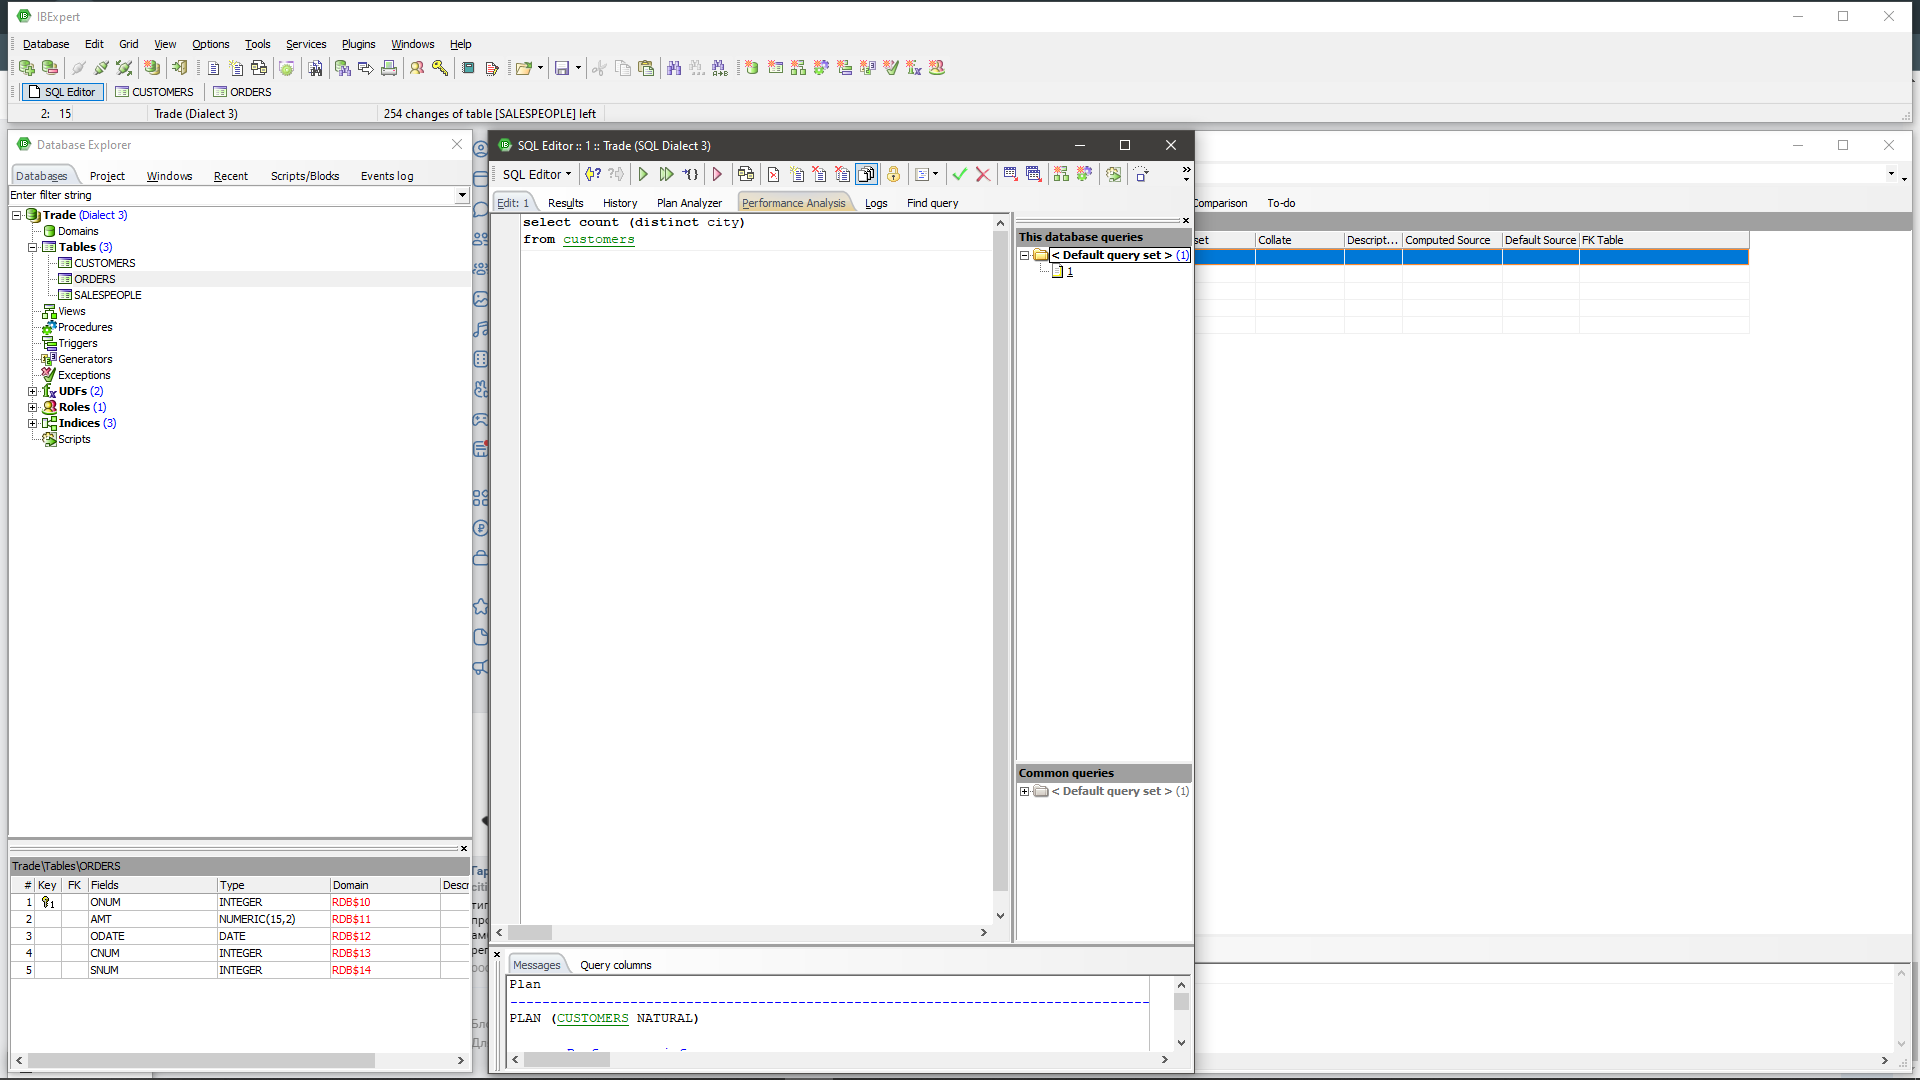 IBExpert
Database Edit Grid View Options Tools Services Plugins Windows Help
SQL Editor CUSTOMERS ORDERS
2: 15 Trade (Dialect 3) 254 changes of table [SALESPEOPLE] left
Database Explorer
Databases Project Windows Recent Scripts/Blocks Events log
Enter filter string
Trade (Dialect 3)
Domains
Tables (3)
CUSTOMERS
ORDERS
SALESPEOPLE
Views
Procedures
Triggers
Generators
Exceptions
UDFs (2)
Roles (1)
Indices (3)
Scripts
Trade\Tables\ORDERS
# Key FK Fields Type Domain Descr
1 1 ONUM INTEGER RDB$10
2 AMT NUMERIC(15,2) RDB$11
3 ODATE DATE RDB$12
4 CNUM INTEGER RDB$13
5 SNUM INTEGER RDB$14
SQL Editor :: 1 :: Trade (SQL Dialect 3)
SQL Editor
Edit: 1 Results History Plan Analyzer Performance Analysis Logs Find query
select count (distinct city)
from customers
This database queries
< Default query set > (1)
1
Common queries
< Default query set > (1)
Messages Query columns
Plan
--------------------------------------------------------------------------------
PLAN (CUSTOMERS NATURAL)
Comparison To-do
set Collate Descript... Computed Source Default Source FK Table